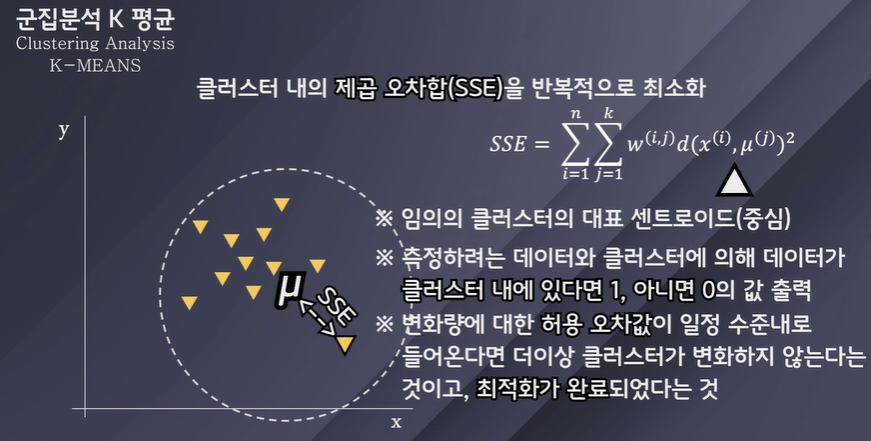 군집분석 K 평균
Clustering Analysis
K-MEANS
클러스터 내의 제곱 오차합(SSE)을 반복적으로 최소화
SSE = ∑_{i=1}^{n} ∑_{j=1}^{k} w^{(i,j)} d(x^{(i)}, μ^{(j)})^2
y
※ 임의의 클러스터의 대표 센트로이드(중심)
※ 측정하려는 데이터와 클러스터에 의해 데이터가
클러스터 내에 있다면 1, 아니면 0의 값 출력
μ
SSE
※ 변화량에 대한 허용 오차값이 일정 수준내로
들어온다면 더이상 클러스터가 변화하지 않는다는
것이고, 최적화가 완료되었다는 것
x